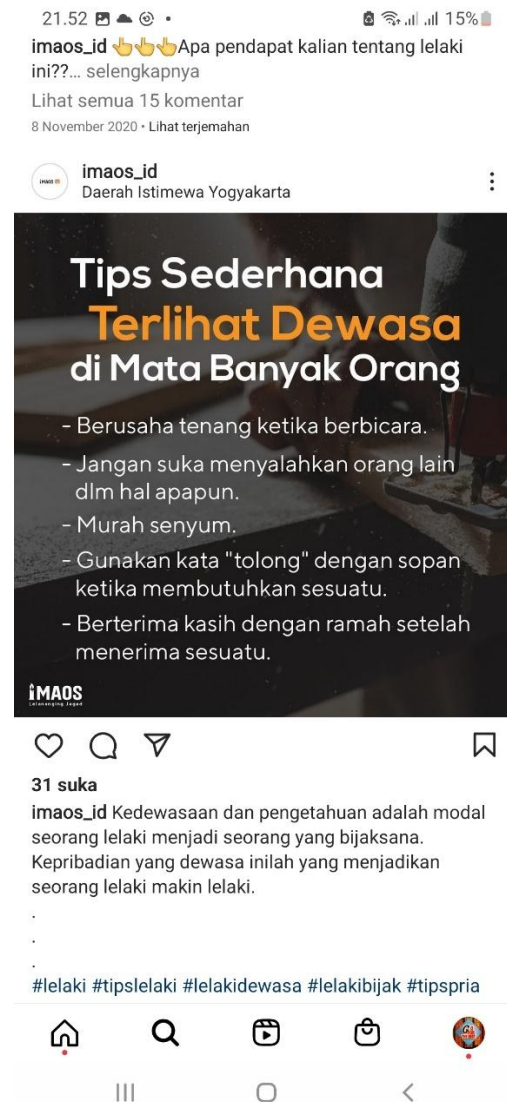 21.52
15%
imaos_id 👆👆👆Apa pendapat kalian tentang lelaki
ini??... selengkapnya
Lihat semua 15 komentar
8 November 2020 • Lihat terjemahan
imaos_id
Daerah Istimewa Yogyakarta
Tips Sederhana
Terlihat Dewasa
di Mata Banyak Orang
- Berusaha tenang ketika berbicara.
- Jangan suka menyalahkan orang lain
dlm hal apapun.
- Murah senyum.
- Gunakan kata "tolong" dengan sopan
ketika membutuhkan sesuatu.
- Berterima kasih dengan ramah setelah
menerima sesuatu.
iMAOS
Lelananging Jagad
31 suka
imaos_id Kedewasaan dan pengetahuan adalah modal
seorang lelaki menjadi seorang yang bijaksana.
Kepribadian yang dewasa inilah yang menjadikan
seorang lelaki makin lelaki.
.
.
.
#lelaki #tipslelaki #lelakidewasa #lelakibijak #tipspria